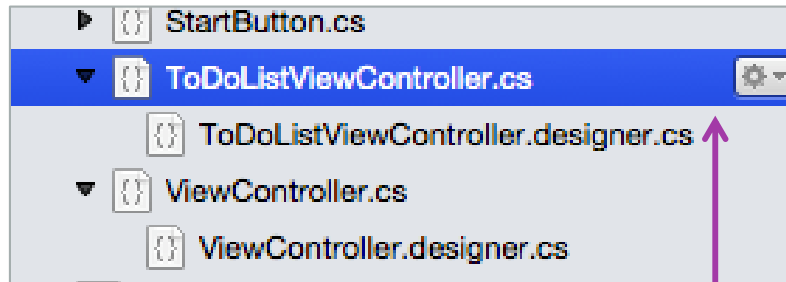 StartButton.cs
ToDoListViewController.cs
ToDoListViewController.designer.cs
ViewController.cs
ViewController.designer.cs